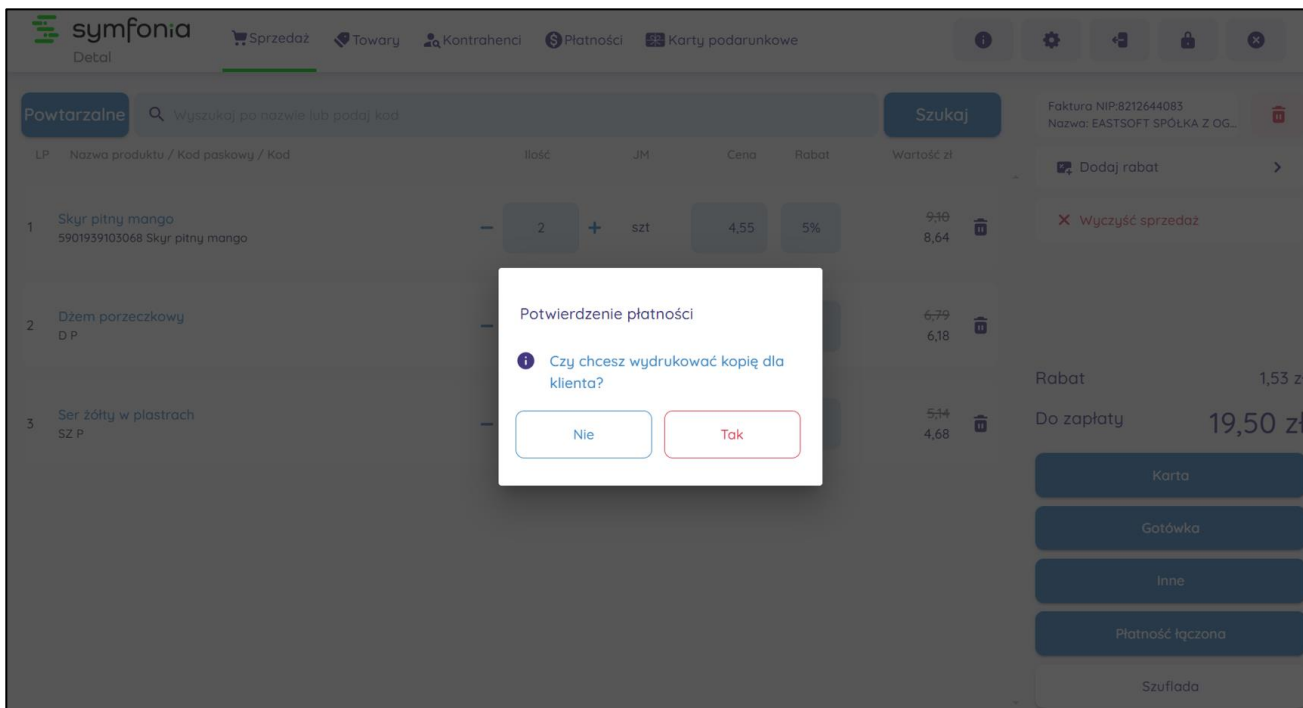 symfonia
Detal
Sprzedaż Towary Kontrahenci Płatności Karty podarunkowe
Powtarzalne Wyszukaj po nazwie lub podaj kod Szukaj
Faktura NIP:8212644083
Nazwa: EASTSOFT SPÓŁKA Z OG...
LP Nazwa produktu / Kod paskowy / Kod Ilość JM Cena Rabat Wartość zł
Dodaj rabat
Wyczyść sprzedaż
1 Skyr pitny mango
5901939103068 Skyr pitny mango
2 szt 4,55 5% 9,10
8,64
2 Dżem porzeczkowy
D P
6,79
6,18
3 Ser żółty w plastrach
SZ P
5,14
4,68
Potwierdzenie płatności
Czy chcesz wydrukować kopię dla
klienta?
Nie Tak
Rabat 1,53 z
Do zapłaty 19,50 zł
Karta
Gotówka
Inne
Płatność łączona
Szuflada